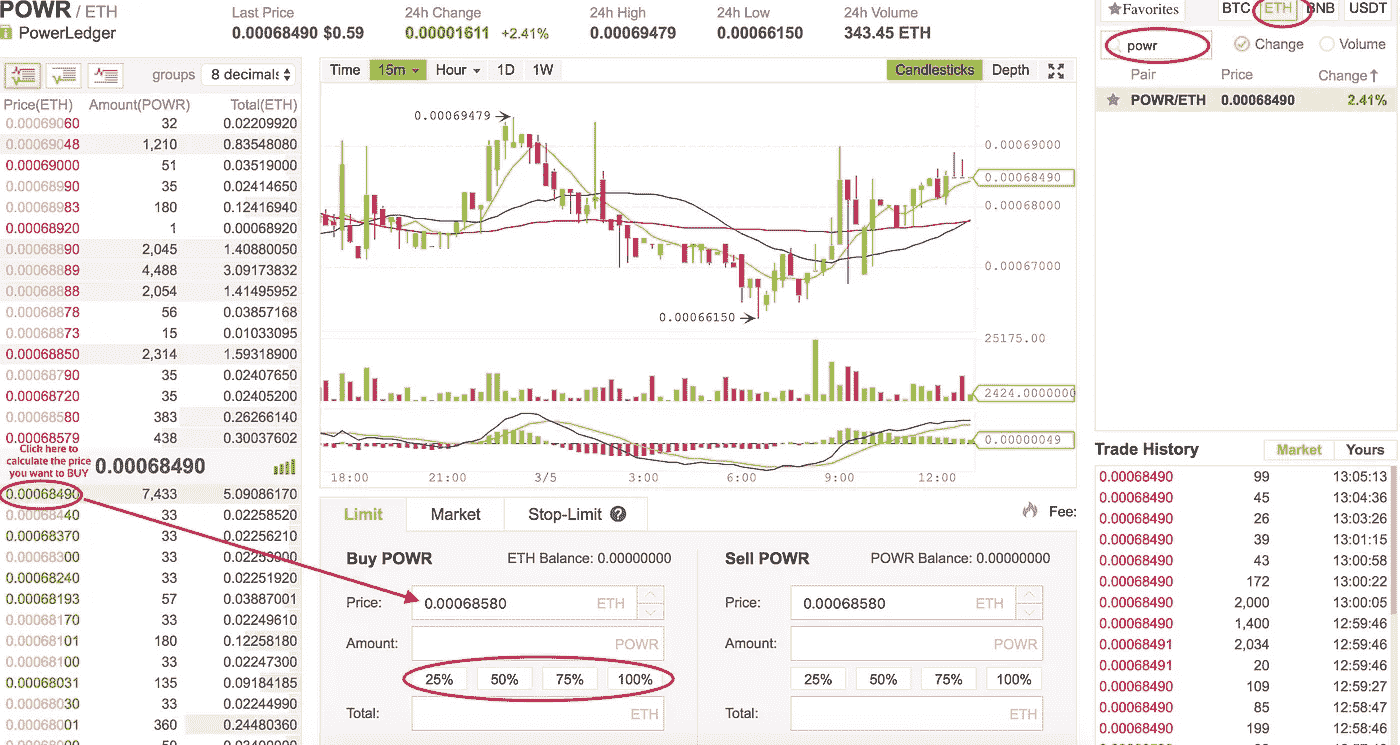 POWR / ETH
PowerLedger
Last Price
0.00068490 $0.59
24h Change
0.00001611 +2.41%
24h High
0.00069479
24h Low
0.00066150
24h Volume
343.45 ETH
groups 8 decimals
Price(ETH) Amount(POWR) Total(ETH)
0.00069060 32 0.02209920
0.00069048 1,210 0.83548080
0.00069000 51 0.03519000
0.00068990 35 0.02414650
0.00068983 180 0.12416940
0.00068920 1 0.00068920
0.00068890 2,045 1.40880050
0.00068889 4,488 3.09173832
0.00068888 2,054 1.41495952
0.00068878 56 0.03857168
0.00068873 15 0.01033095
0.00068850 2,314 1.59318900
0.00068790 35 0.02407650
0.00068720 35 0.02405200
0.00068580 383 0.26266140
0.00068579 438 0.30037602
Click here to
calculate the price
you want to BUY
0.00068490
0.00068490 7,433 5.09086170
0.00068440 33 0.02258520
0.00068370 33 0.02256210
0.00068300 33 0.02253900
0.00068240 33 0.02251920
0.00068193 57 0.03887001
0.00068170 33 0.02249610
0.00068101 180 0.12258180
0.00068100 33 0.02247300
0.00068031 135 0.09184185
0.00068030 33 0.02244990
0.00068001 360 0.24480360
Time 15m Hour 1D 1W
Candlesticks Depth
0.00069479
0.00066150
0.00069000
0.00068490
0.00068000
0.00067000
25175.00
2424.0000000
0.00000049
18:00 21:00 3/5 3:00 6:00 9:00 12:00
Limit Market Stop-Limit ?
Fee:
Buy POWR ETH Balance: 0.00000000
Price: 0.00068580 ETH
Amount: POWR
25% 50% 75% 100%
Total: ETH
Sell POWR POWR Balance: 0.00000000
Price: 0.00068580 ETH
Amount: POWR
25% 50% 75% 100%
Total: ETH
Favorites BTC ETH BNB USDT
powr Change Volume
Pair Price Change
POWR/ETH 0.00068490 2.41%
Trade History Market Yours
0.00068490 99 13:05:13
0.00068490 45 13:04:36
0.00068490 26 13:03:26
0.00068490 39 13:01:15
0.00068490 43 13:00:58
0.00068490 172 13:00:22
0.00068490 2,000 13:00:05
0.00068490 1,400 12:59:46
0.00068491 2,034 12:59:46
0.00068491 20 12:59:46
0.00068490 109 12:59:27
0.00068490 85 12:58:47
0.00068490 199 12:58:46